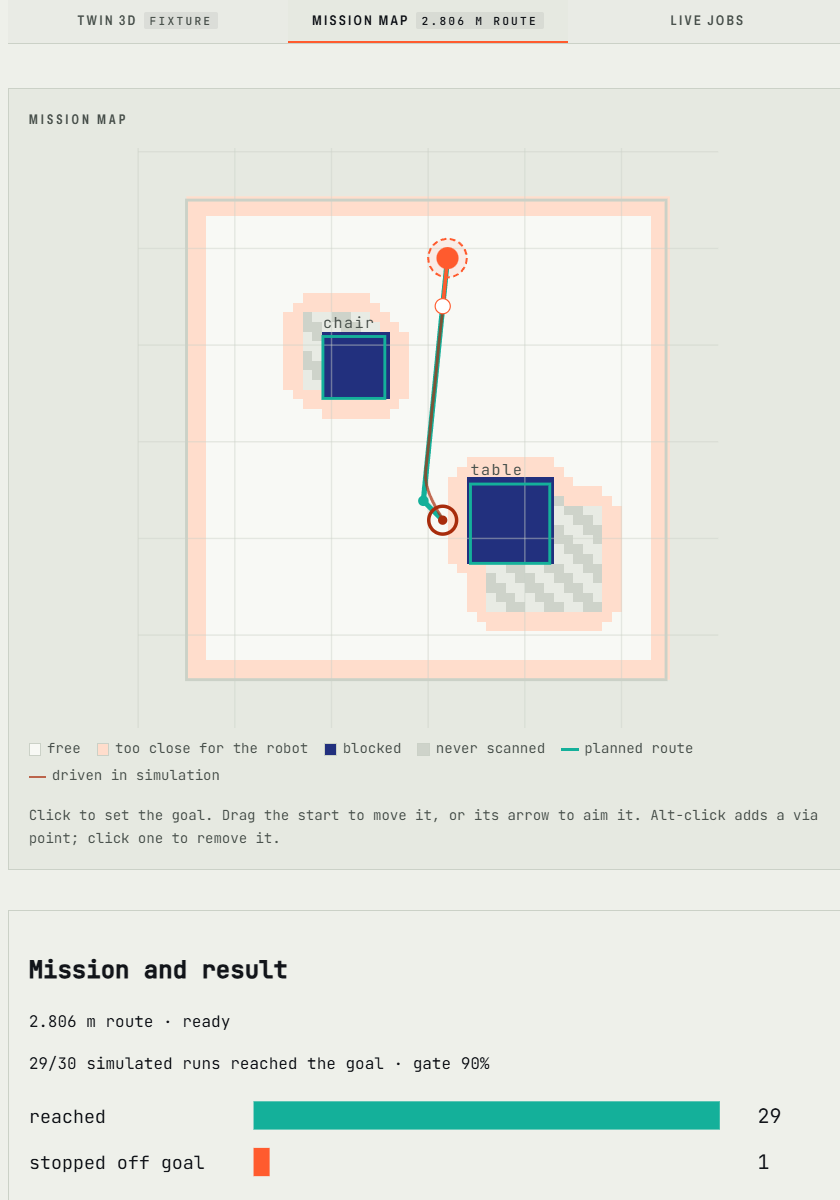 TWIN 3D FIXTURE
MISSION MAP 2.806 M ROUTE
LIVE JOBS
MISSION MAP
chair
table
free
too close for the robot
blocked
never scanned
planned route
driven in simulation
Click to set the goal. Drag the start to move it, or its arrow to aim it. Alt-click adds a via
point; click one to remove it.
Mission and result
2.806 m route · ready
29/30 simulated runs reached the goal · gate 90%
reached 29
stopped off goal 1